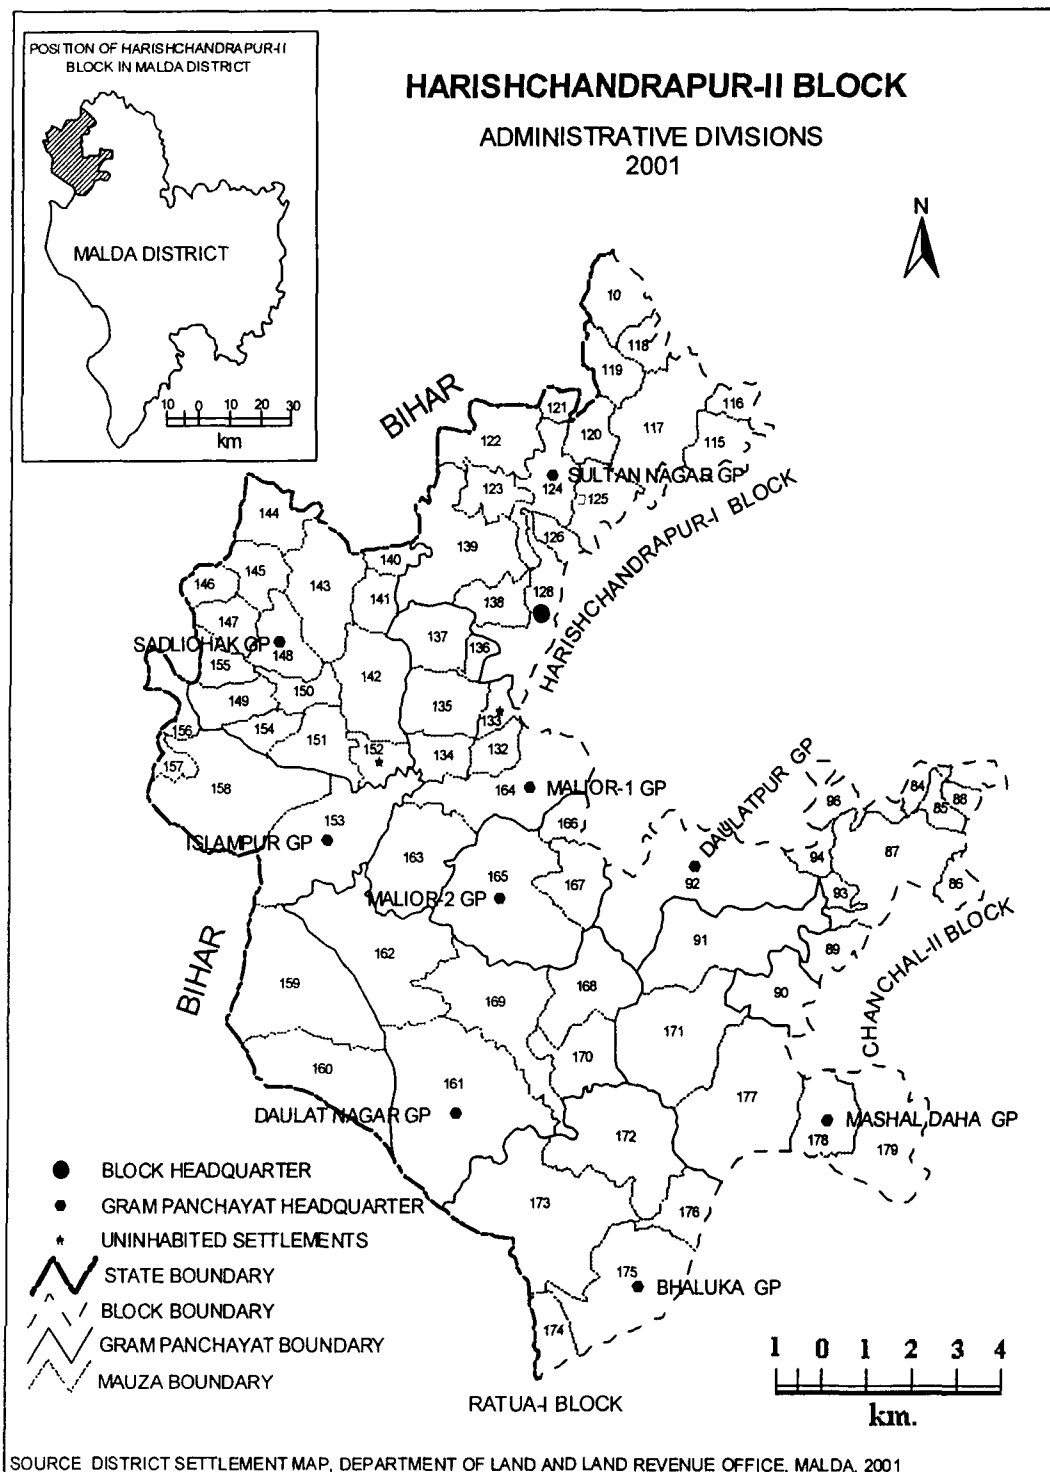 POSITION OF HARISHCHANDRAPUR-II
BLOCK IN MALDA DISTRICT
MALDA DISTRICT
10 0 10 20 30
km
HARISHCHANDRAPUR-II BLOCK
ADMINISTRATIVE DIVISIONS
2001
N
10
118
119
BIHAR
121
116
122
120
117
115
SULTAN NAGAR GP
123
124
125
144
126
139
HARISHCHANDRAPUR-I BLOCK
140
145
143
146
141
138
128
147
137
SADLICHAK GP
148
136
155
142
150
149
135
133
156
154
151
152
134
132
157
158
164
MALIOR-1 GP
DAULATPUR GP
84
85
88
96
153
166
ISLAMPUR GP
163
94
87
165
167
92
93
86
MALIOR-2 GP
BIHAR
91
89
CHANCHAL-II BLOCK
162
159
168
90
169
171
170
160
161
177
DAULAT NAGAR GP
MASHAL DAHA GP
172
178
179
173
176
175
BHALUKA GP
174
BLOCK HEADQUARTER
GRAM PANCHAYAT HEADQUARTER
UNINHABITED SETTLEMENTS
STATE BOUNDARY
BLOCK BOUNDARY
GRAM PANCHAYAT BOUNDARY
MAUZA BOUNDARY
RATUA-I BLOCK
1 0 1 2 3 4
km.
SOURCE DISTRICT SETTLEMENT MAP, DEPARTMENT OF LAND AND LAND REVENUE OFFICE, MALDA, 2001